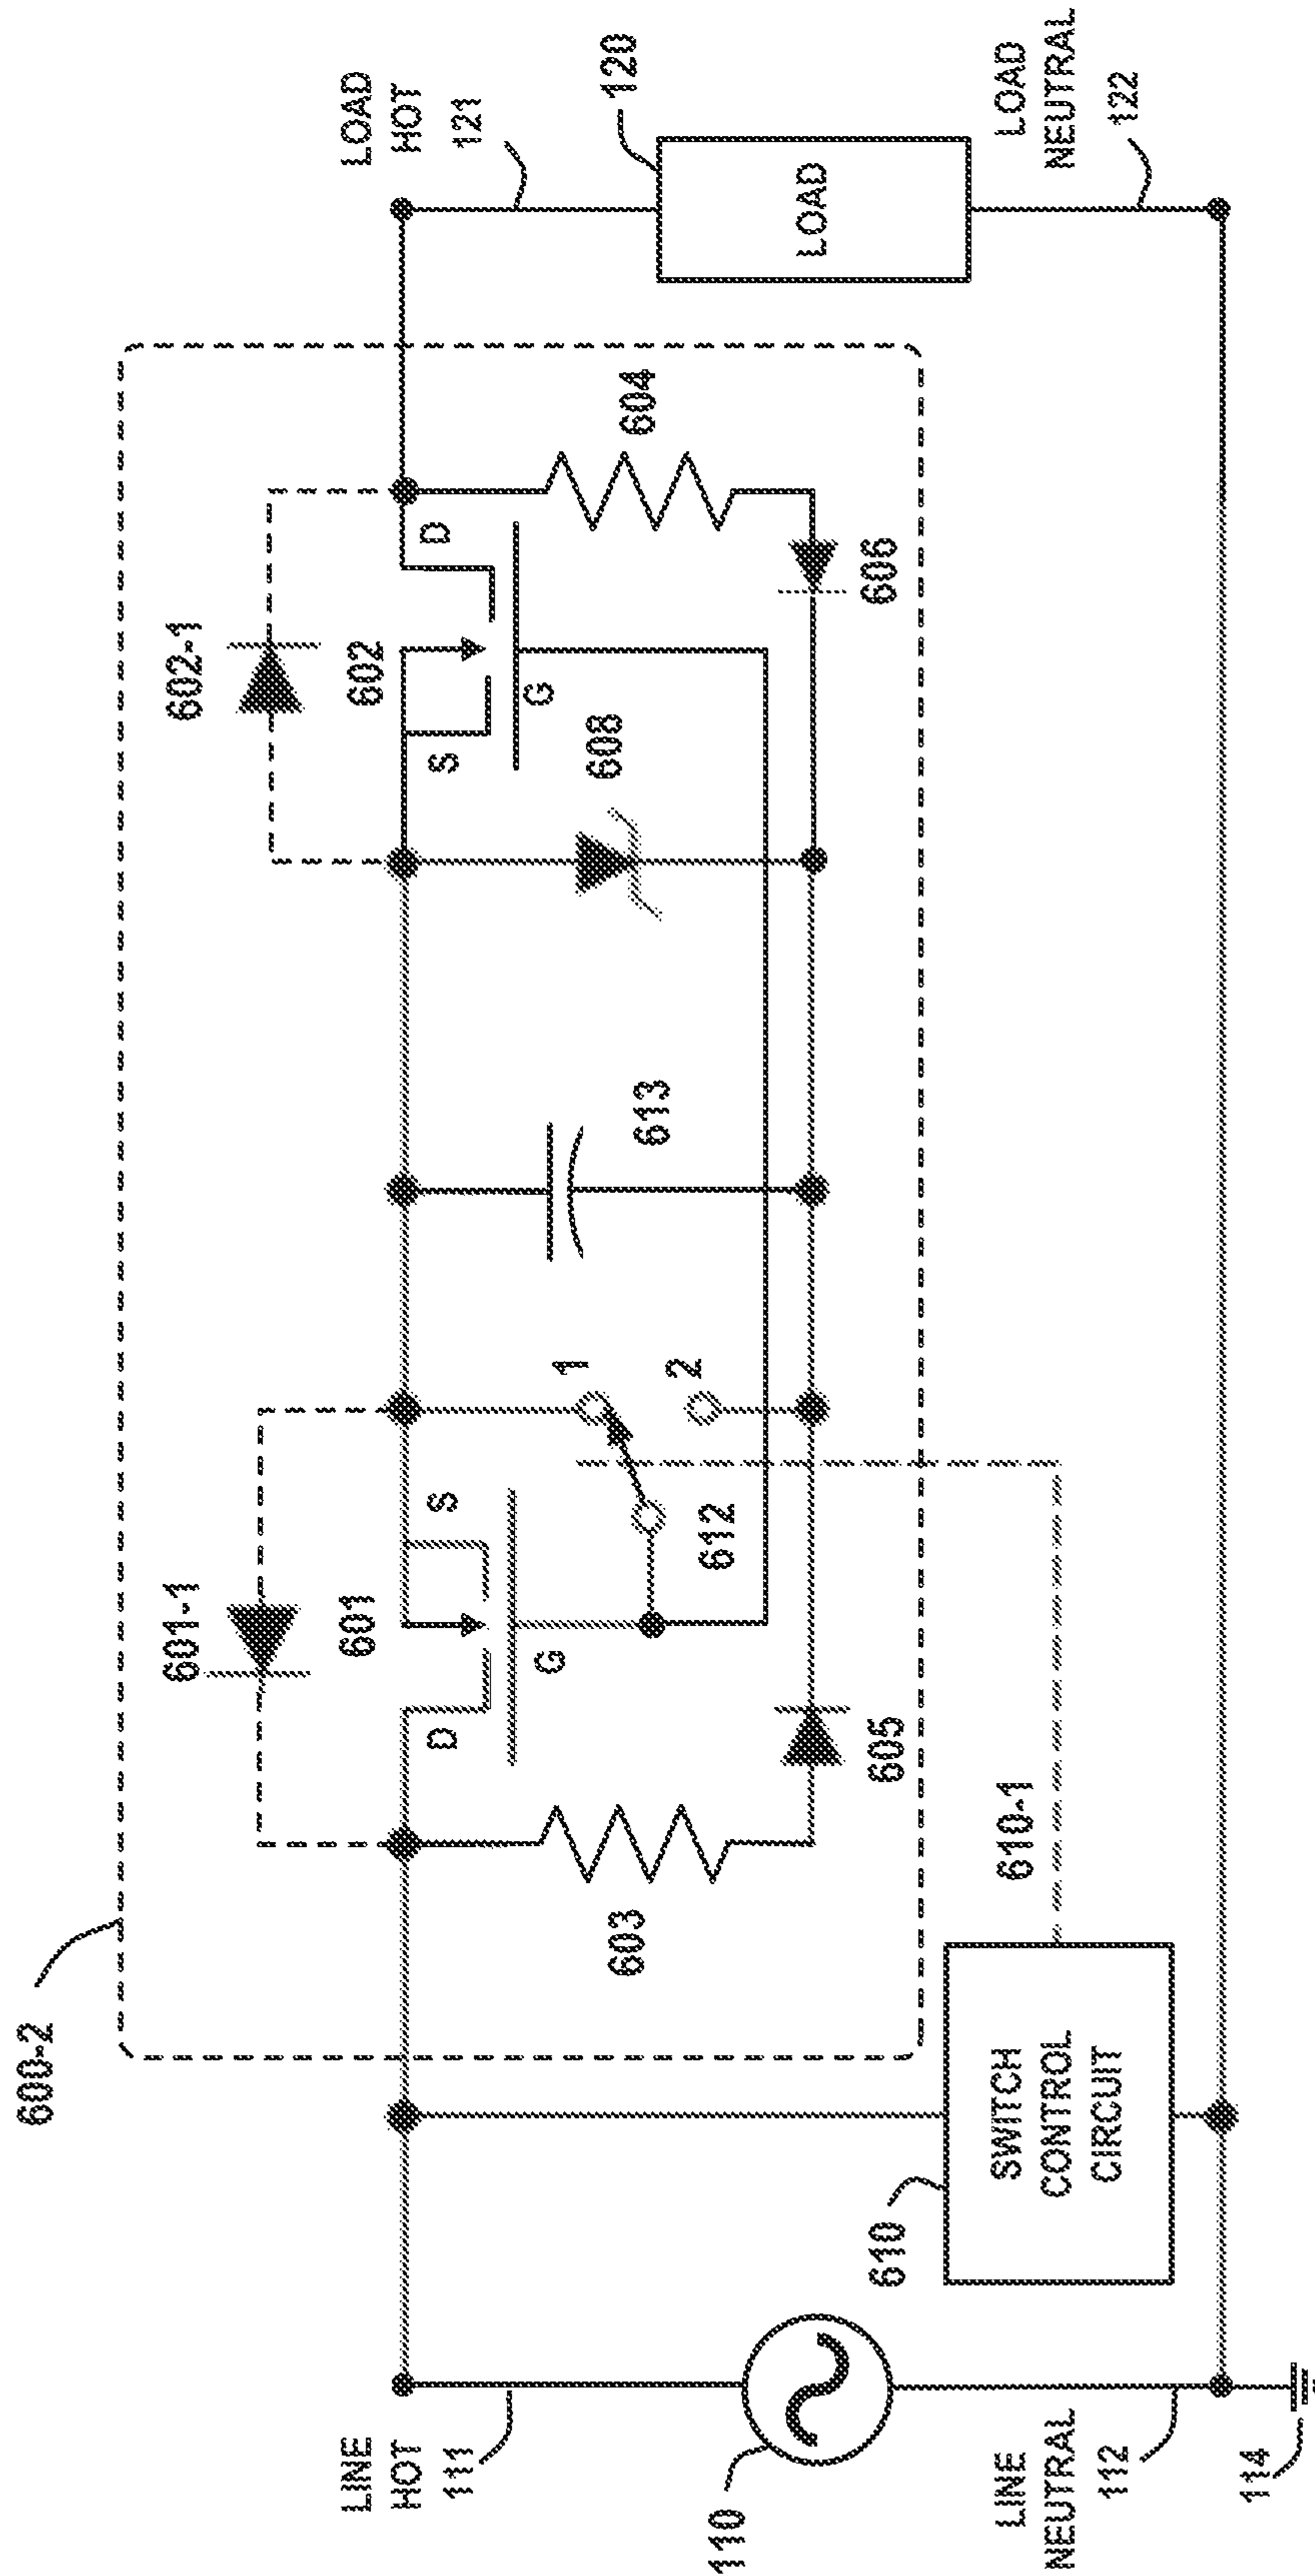 600-2
601-1
602-1
LINE
HOT
111
LOAD
HOT
121
D
601
S
S
602
D
G
G
1
2
603
612
613
608
604
605
606
120
LOAD
110
610
SWITCH
CONTROL
CIRCUIT
610-1
LINE
NEUTRAL
112
114
LOAD
NEUTRAL
122